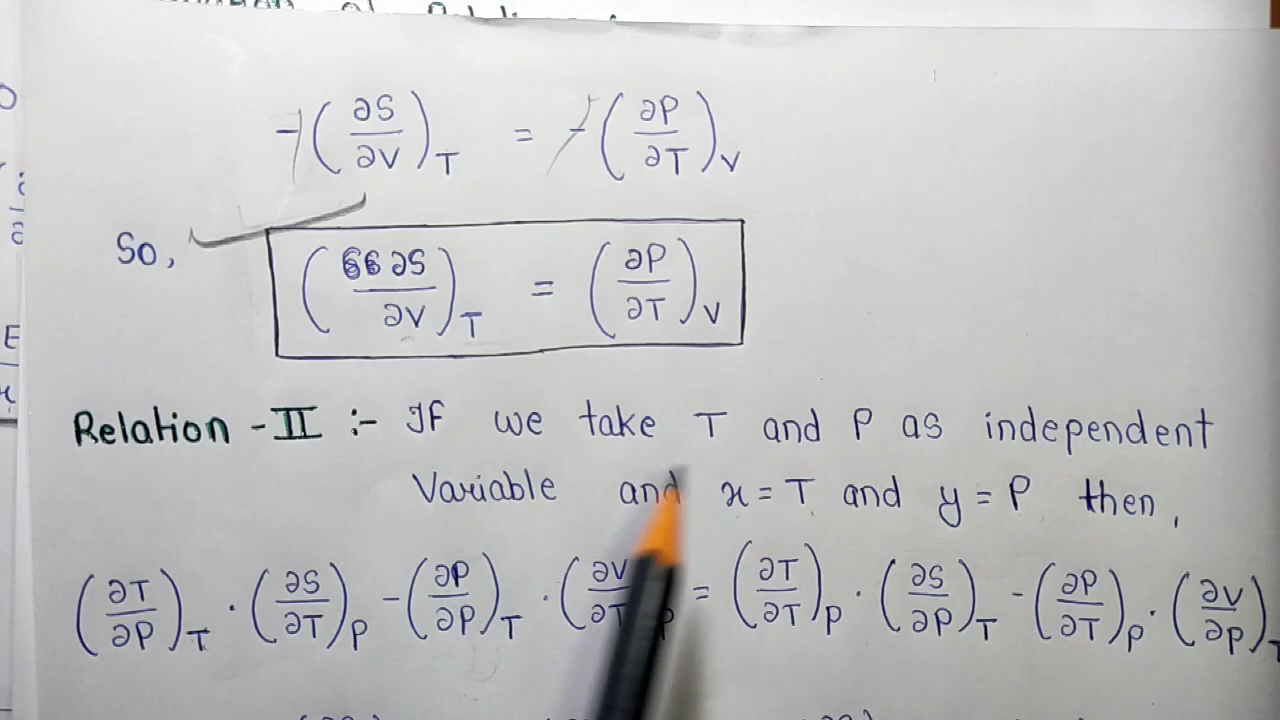 -(∂S/∂V)_T = -(∂P/∂T)_V
So,
(∂S/∂V)_T = (∂P/∂T)_V
Relation -II :- If we take T and P as independent
Variable and x = T and y = P then,
(∂T/∂P)_T · (∂S/∂T)_P - (∂P/∂P)_T · (∂V/∂T)_P = (∂T/∂T)_P · (∂S/∂P)_T - (∂P/∂T)_P · (∂V/∂P)_T